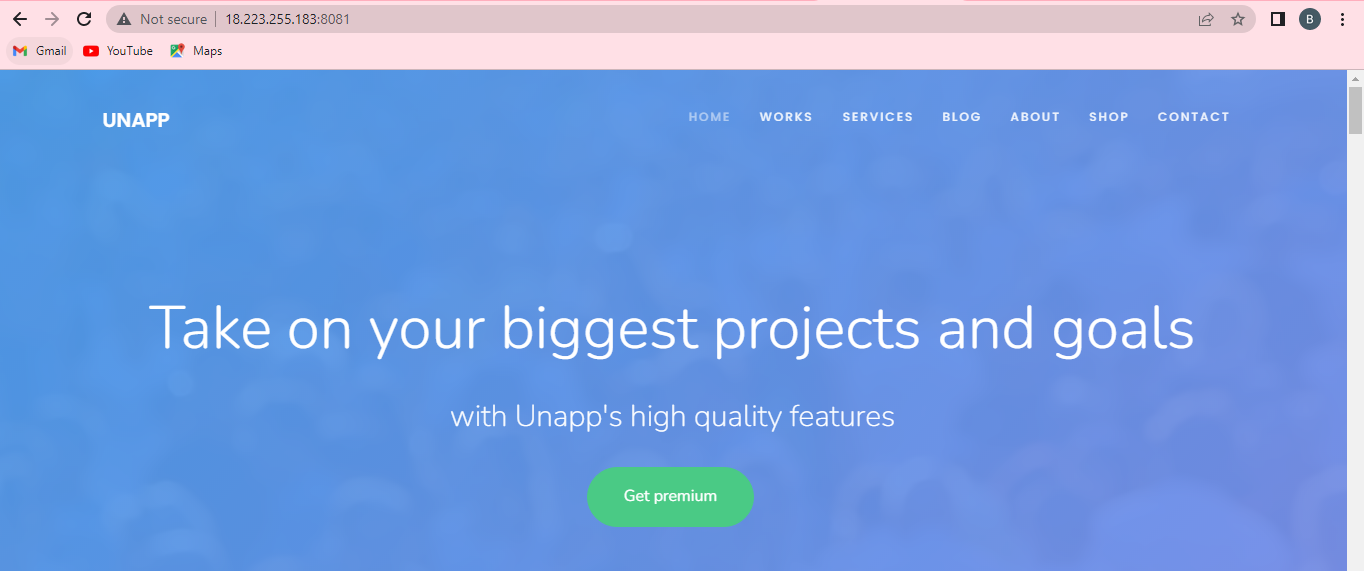 Not secure | 18.223.255.183:8081
B
Gmail YouTube Maps
UNAPP HOME WORKS SERVICES BLOG ABOUT SHOP CONTACT
Take on your biggest projects and goals
with Unapp's high quality features
Get premium